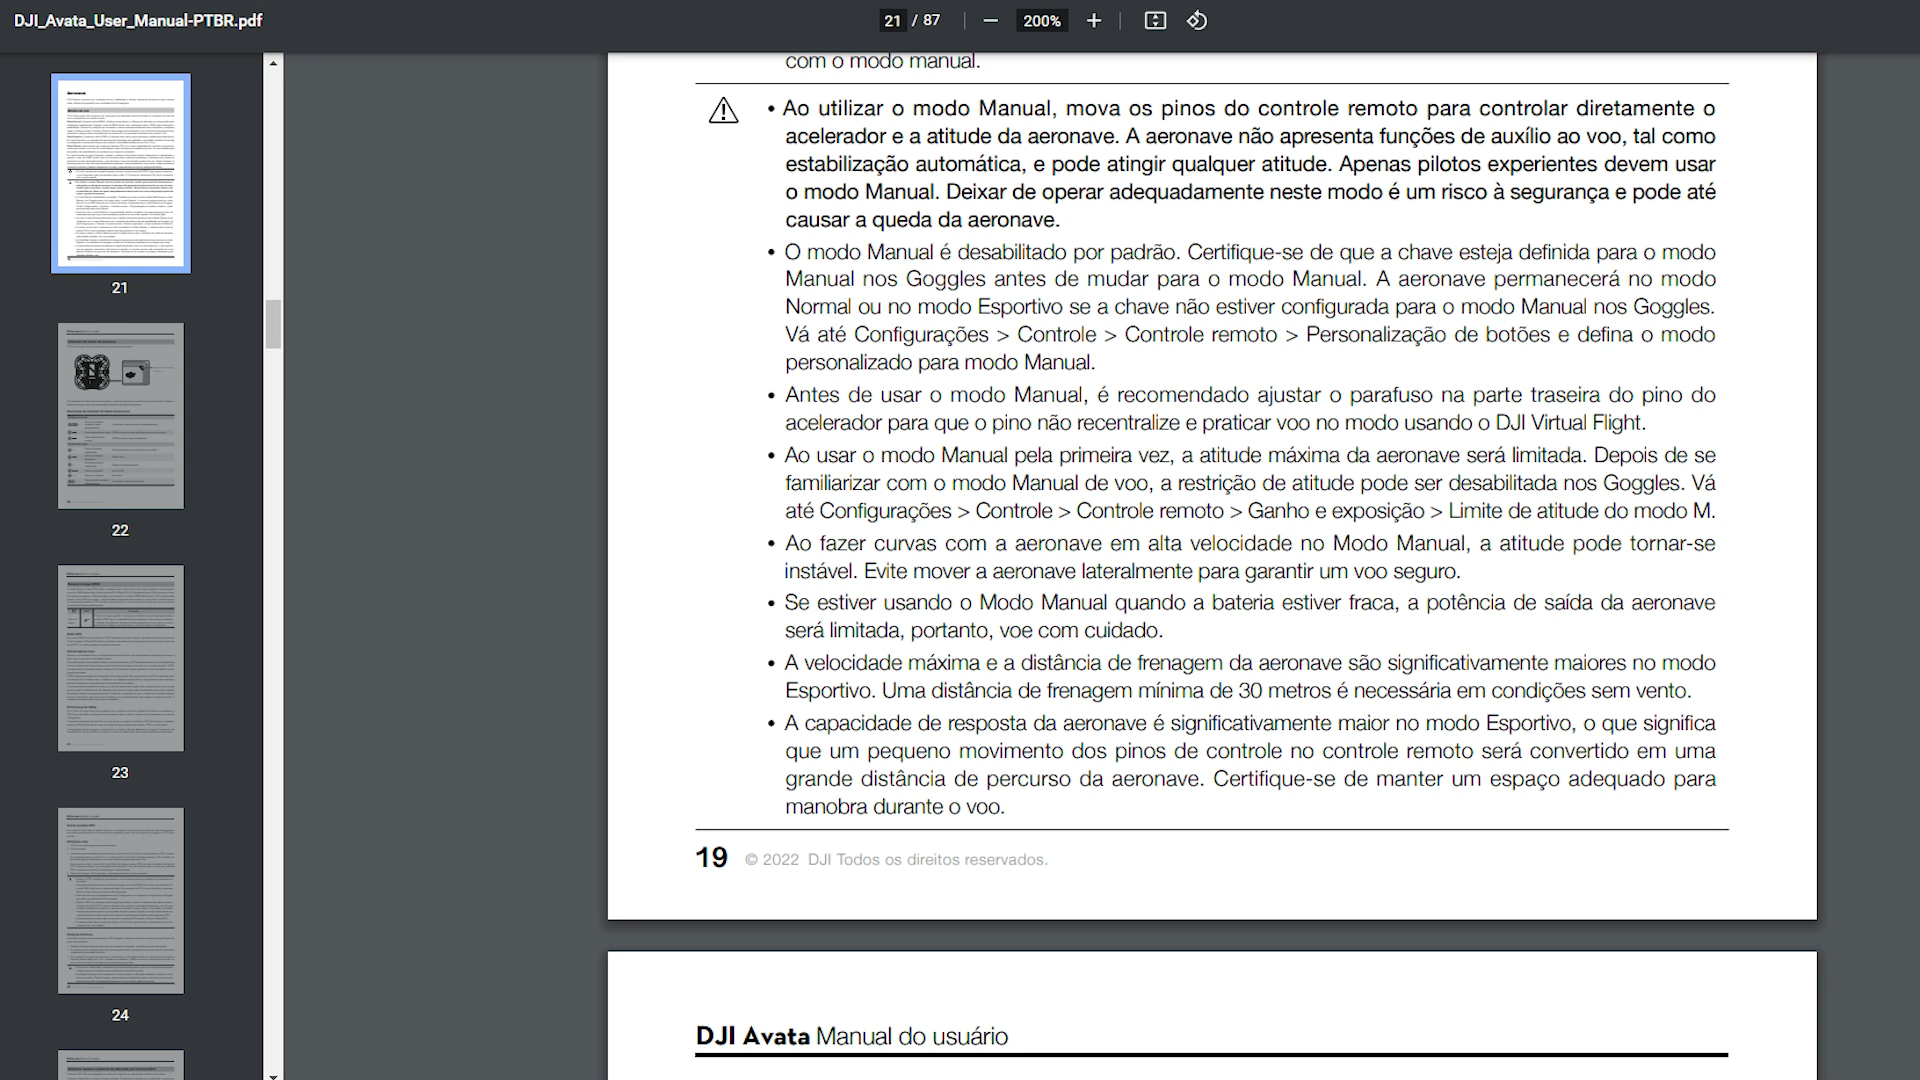 DJI_Avata_User_Manual-PTBR.pdf
21 / 87
200%
com o modo manual.
• Ao utilizar o modo Manual, mova os pinos do controle remoto para controlar diretamente o
acelerador e a atitude da aeronave. A aeronave não apresenta funções de auxílio ao voo, tal como
estabilização automática, e pode atingir qualquer atitude. Apenas pilotos experientes devem usar
o modo Manual. Deixar de operar adequadamente neste modo é um risco à segurança e pode até
causar a queda da aeronave.
• O modo Manual é desabilitado por padrão. Certifique-se de que a chave esteja definida para o modo
Manual nos Goggles antes de mudar para o modo Manual. A aeronave permanecerá no modo
Normal ou no modo Esportivo se a chave não estiver configurada para o modo Manual nos Goggles.
Vá até Configurações > Controle > Controle remoto > Personalização de botões e defina o modo
personalizado para modo Manual.
• Antes de usar o modo Manual, é recomendado ajustar o parafuso na parte traseira do pino do
acelerador para que o pino não recentralize e praticar voo no modo usando o DJI Virtual Flight.
• Ao usar o modo Manual pela primeira vez, a atitude máxima da aeronave será limitada. Depois de se
familiarizar com o modo Manual de voo, a restrição de atitude pode ser desabilitada nos Goggles. Vá
até Configurações > Controle > Controle remoto > Ganho e exposição > Limite de atitude do modo M.
• Ao fazer curvas com a aeronave em alta velocidade no Modo Manual, a atitude pode tornar-se
instável. Evite mover a aeronave lateralmente para garantir um voo seguro.
• Se estiver usando o Modo Manual quando a bateria estiver fraca, a potência de saída da aeronave
será limitada, portanto, voe com cuidado.
• A velocidade máxima e a distância de frenagem da aeronave são significativamente maiores no modo
Esportivo. Uma distância de frenagem mínima de 30 metros é necessária em condições sem vento.
• A capacidade de resposta da aeronave é significativamente maior no modo Esportivo, o que significa
que um pequeno movimento dos pinos de controle no controle remoto será convertido em uma
grande distância de percurso da aeronave. Certifique-se de manter um espaço adequado para
manobra durante o voo.
19 © 2022 DJI Todos os direitos reservados.
DJI Avata Manual do usuário
21
22
23
24